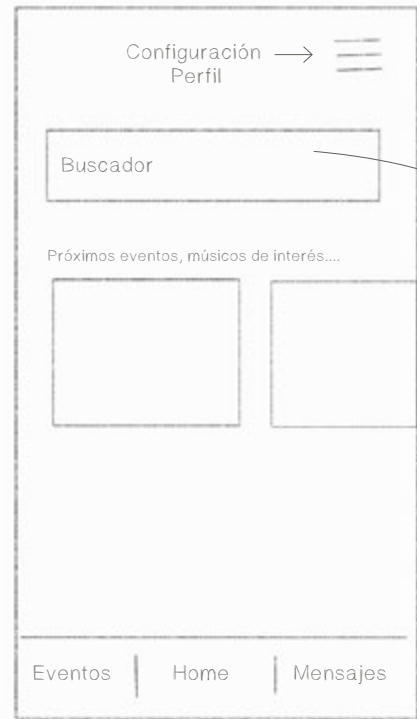 Configuración
Perfil
Buscador
Próximos eventos, músicos de interés....
Eventos
Home
Mensajes